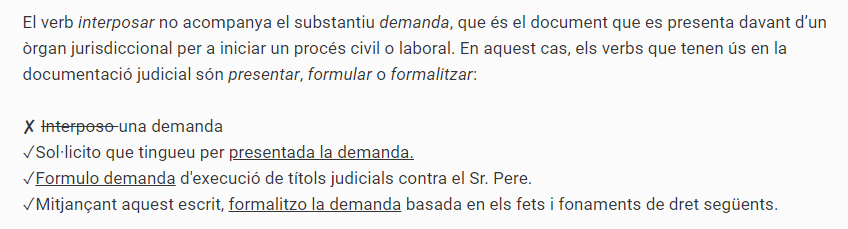 El verb interposar no acompanya el substantiu demanda, que és el document que es presenta davant d’un
òrgan jurisdiccional per a iniciar un procés civil o laboral. En aquest cas, els verbs que tenen ús en la
documentació judicial són presentar, formular o formalitzar:
✗ Interposo una demanda
✓Sol·licito que tingueu per presentada la demanda.
✓Formulo demanda d'execució de títols judicials contra el Sr. Pere.
✓Mitjançant aquest escrit, formalitzo la demanda basada en els fets i fonaments de dret següents.